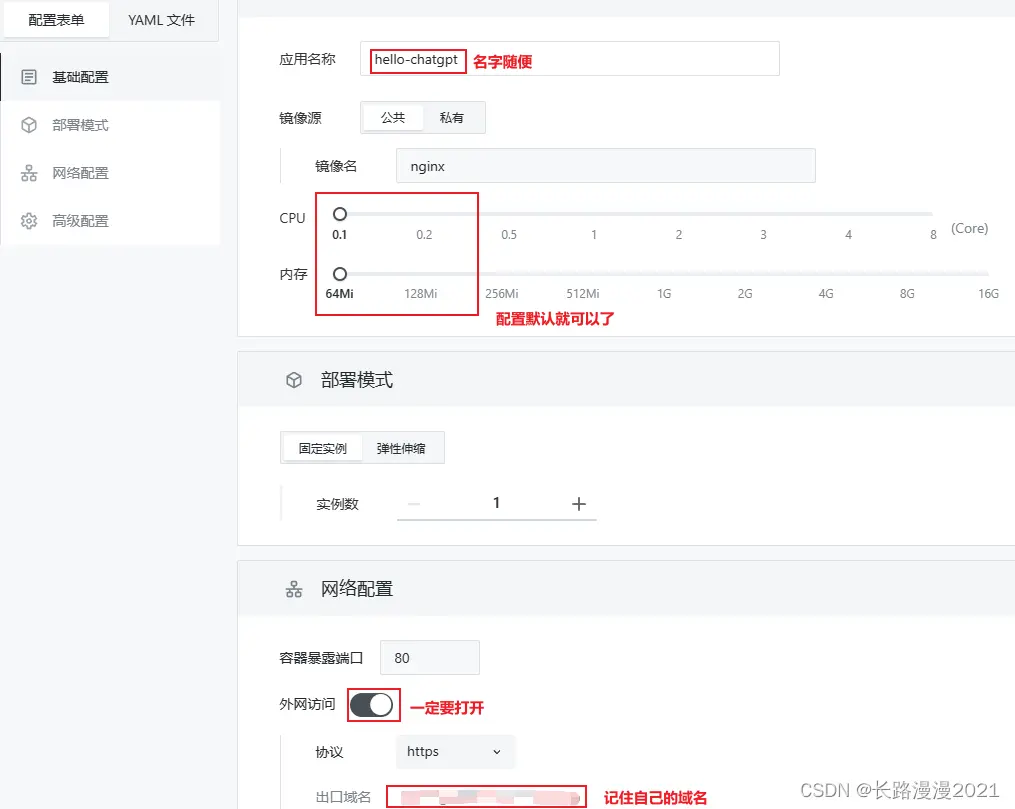 配置表单 YAML 文件
基础配置
部署模式
网络配置
高级配置
应用名称 hello-chatgpt 名字随便
镜像源 公共 私有
镜像名 nginx
CPU
0.1 0.2 0.5 1 2 3 4 8 (Core)
内存
64Mi 128Mi 256Mi 512Mi 1G 2G 4G 8G 16G
配置默认就可以了
部署模式
固定实例 弹性伸缩
实例数 1
网络配置
容器暴露端口 80
外网访问 一定要打开
协议 https
出口域名 记住自己的域名
CSDN @长路漫漫2021